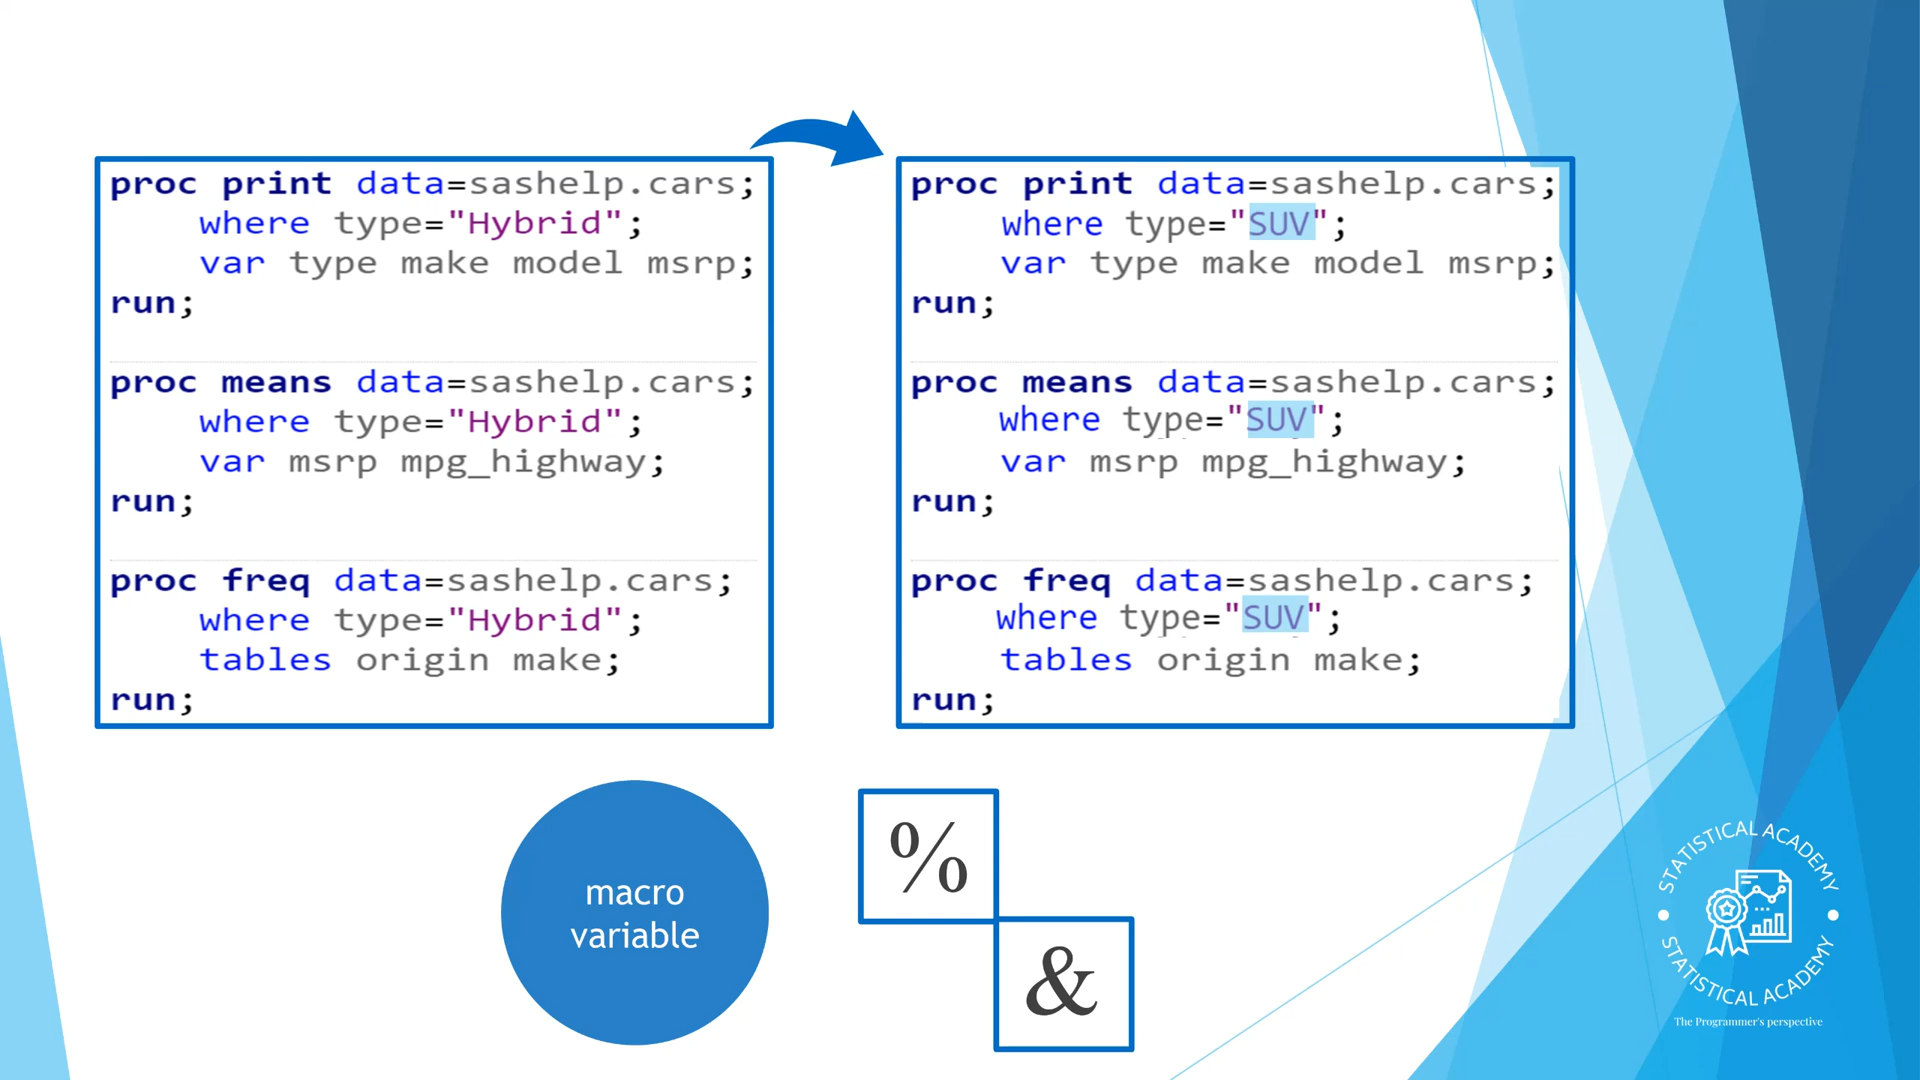 proc print data=sashelp.cars;
where type="Hybrid";
var type make model msrp;
run;
proc means data=sashelp.cars;
where type="Hybrid";
var msrp mpg_highway;
run;
proc freq data=sashelp.cars;
where type="Hybrid";
tables origin make;
run;
proc print data=sashelp.cars;
where type="SUV";
var type make model msrp;
run;
proc means data=sashelp.cars;
where type="SUV";
var msrp mpg_highway;
run;
proc freq data=sashelp.cars;
where type="SUV";
tables origin make;
run;
macro
variable
%
&
STATISTICAL ACADEMY
STATISTICAL ACADEMY
The Programmer's perspective